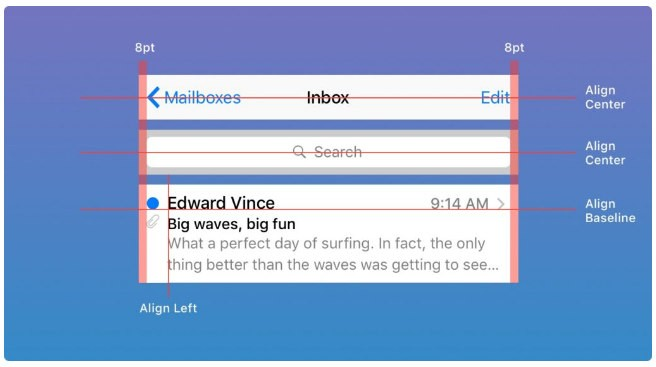 8pt 8pt
Mailboxes Inbox Edit
Align
Center
Search
Align
Center
Edward Vince 9:14 AM
Align
Baseline
Big waves, big fun
What a perfect day of surfing. In fact, the only
thing better than the waves was getting to see...
Align Left